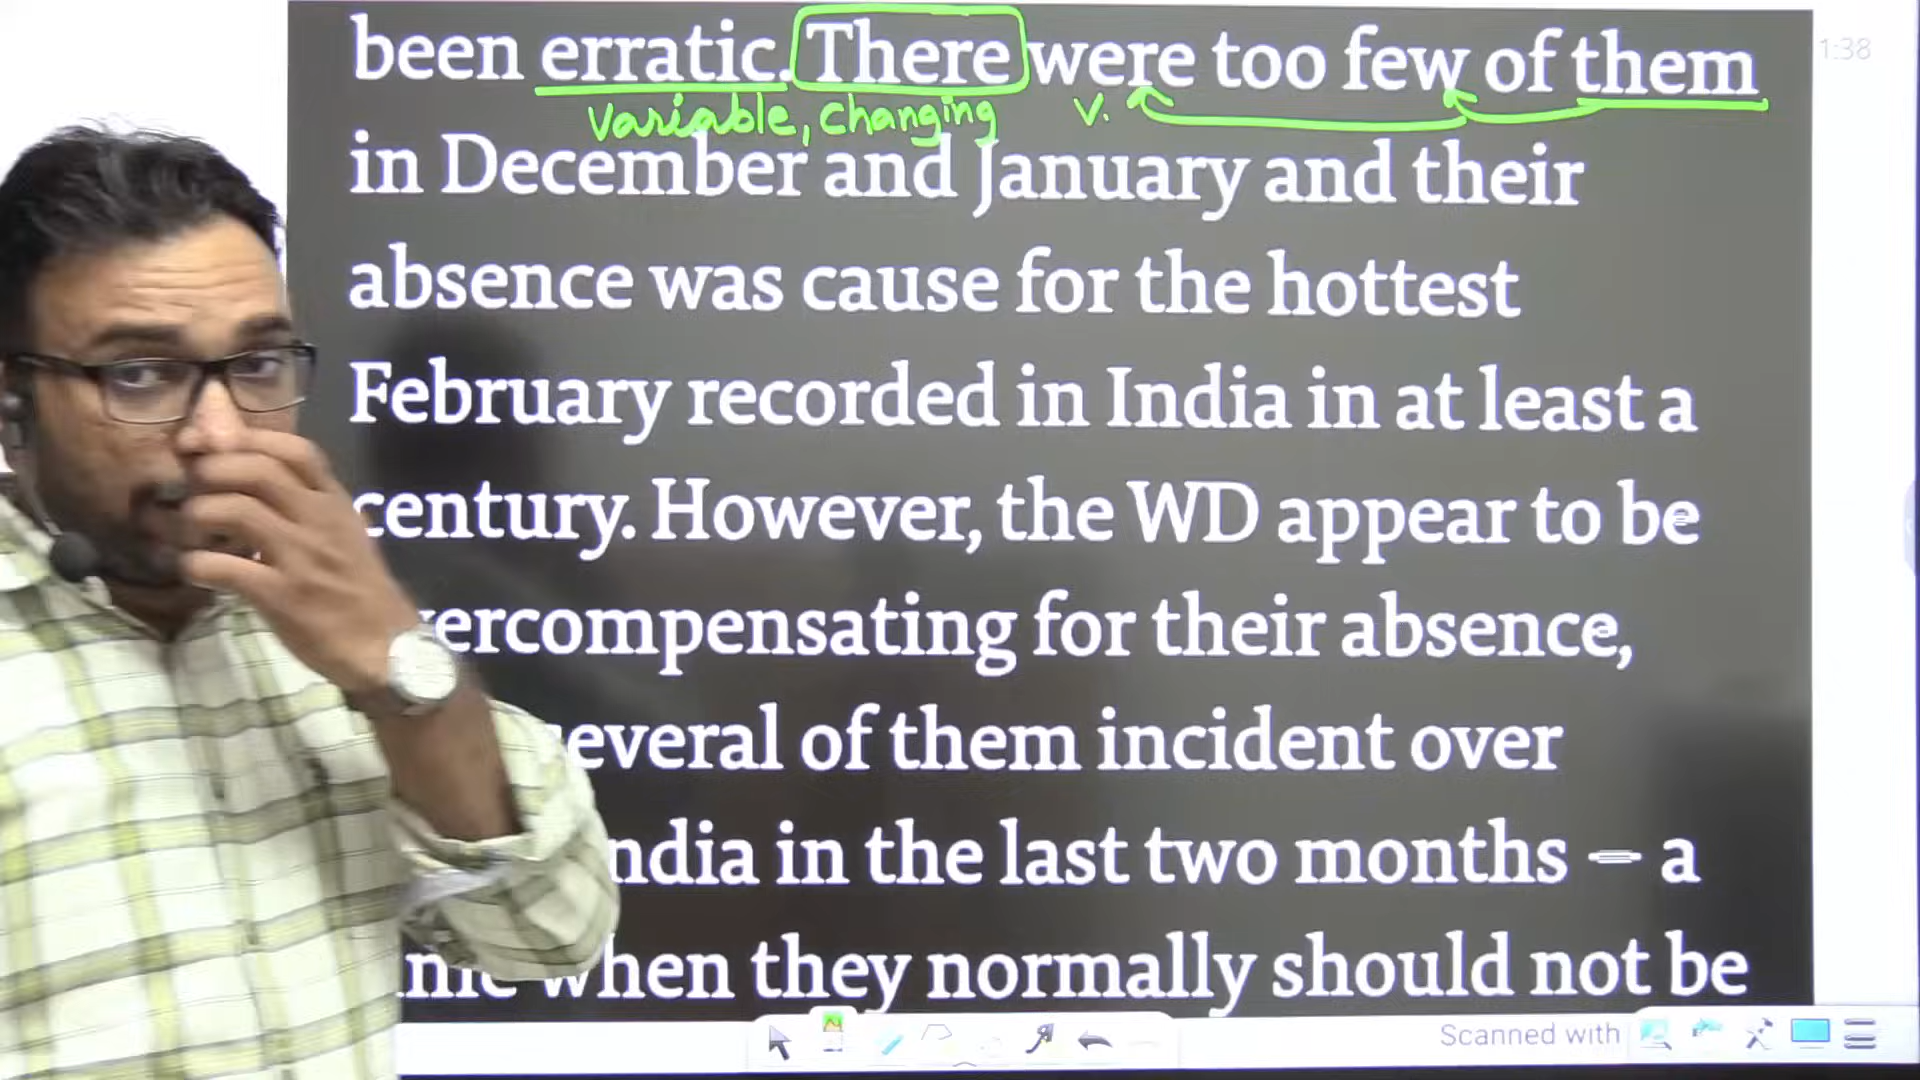 been erratic. There were too few of them
1:38
variable, changing v.
in December and January and their
absence was cause for the hottest
February recorded in India in at least a
century. However, the WD appear to be
for their absence,
of them incident over
in the last two months — a
when they normally should not be
Scanned with